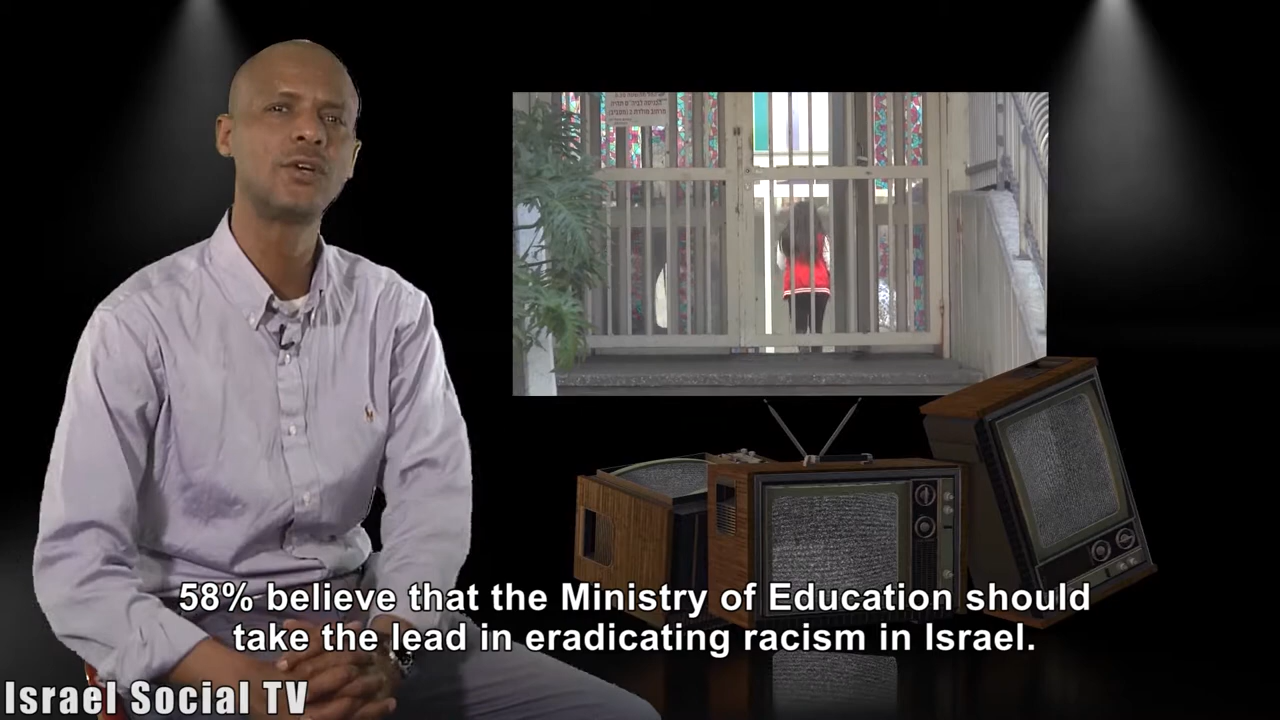 58% believe that the Ministry of Education should
take the lead in eradicating racism in Israel.
Israel Social TV